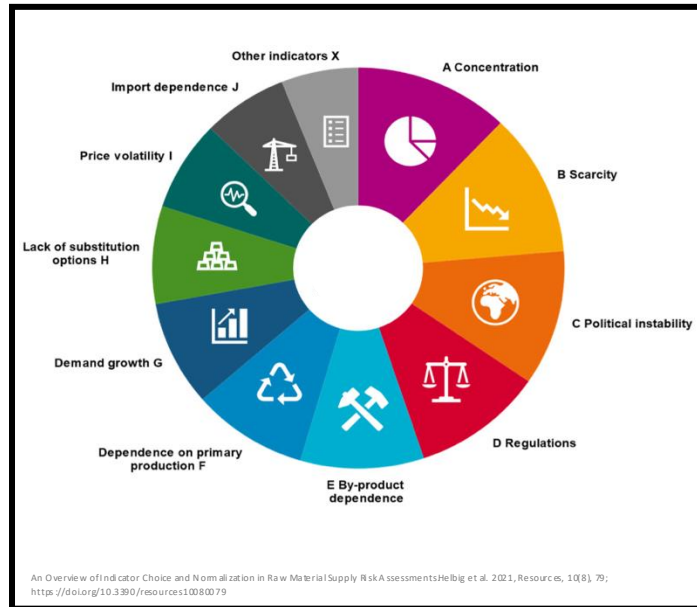 Other indicators X
A Concentration
Import dependence J
Price volatility I
B Scarcity
Lack of substitution
options H
C Political instability
Demand growth G
D Regulations
Dependence on primary
production F
E By-product
dependence
An Overview of Indicator Choice and Normalization in Raw Material Supply Risk Assessments Helbig et al. 2021, Resources, 10(8), 79;
https://doi.org/10.3390/resources10080079